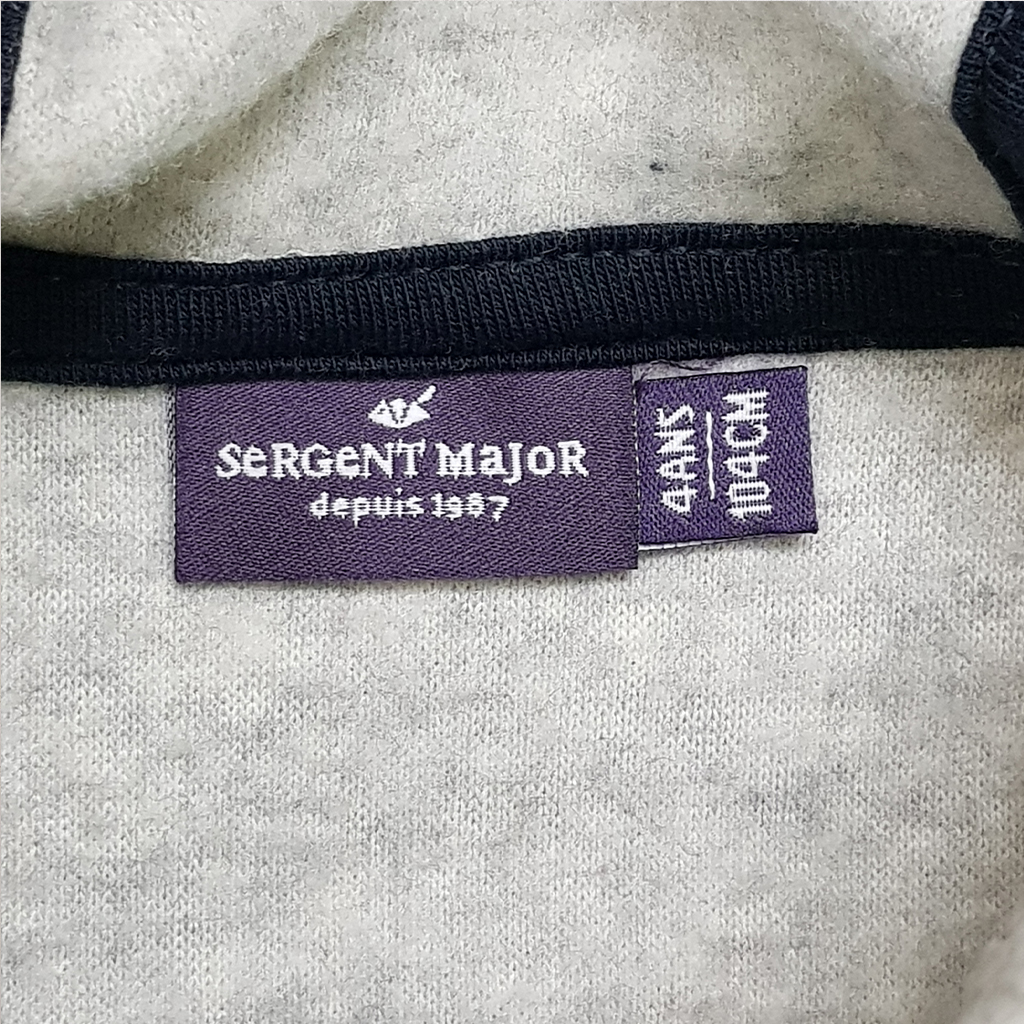 SeRGeNT MaJoR
depuis 1987
4ANS
104CM